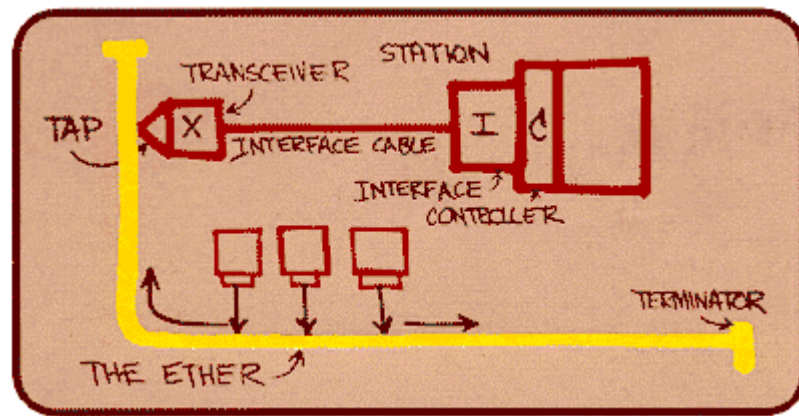 STATION
TRANSCEIVER
TAP
X
I
C
INTERFACE CABLE
INTERFACE
CONTROLLER
TERMINATOR
THE ETHER